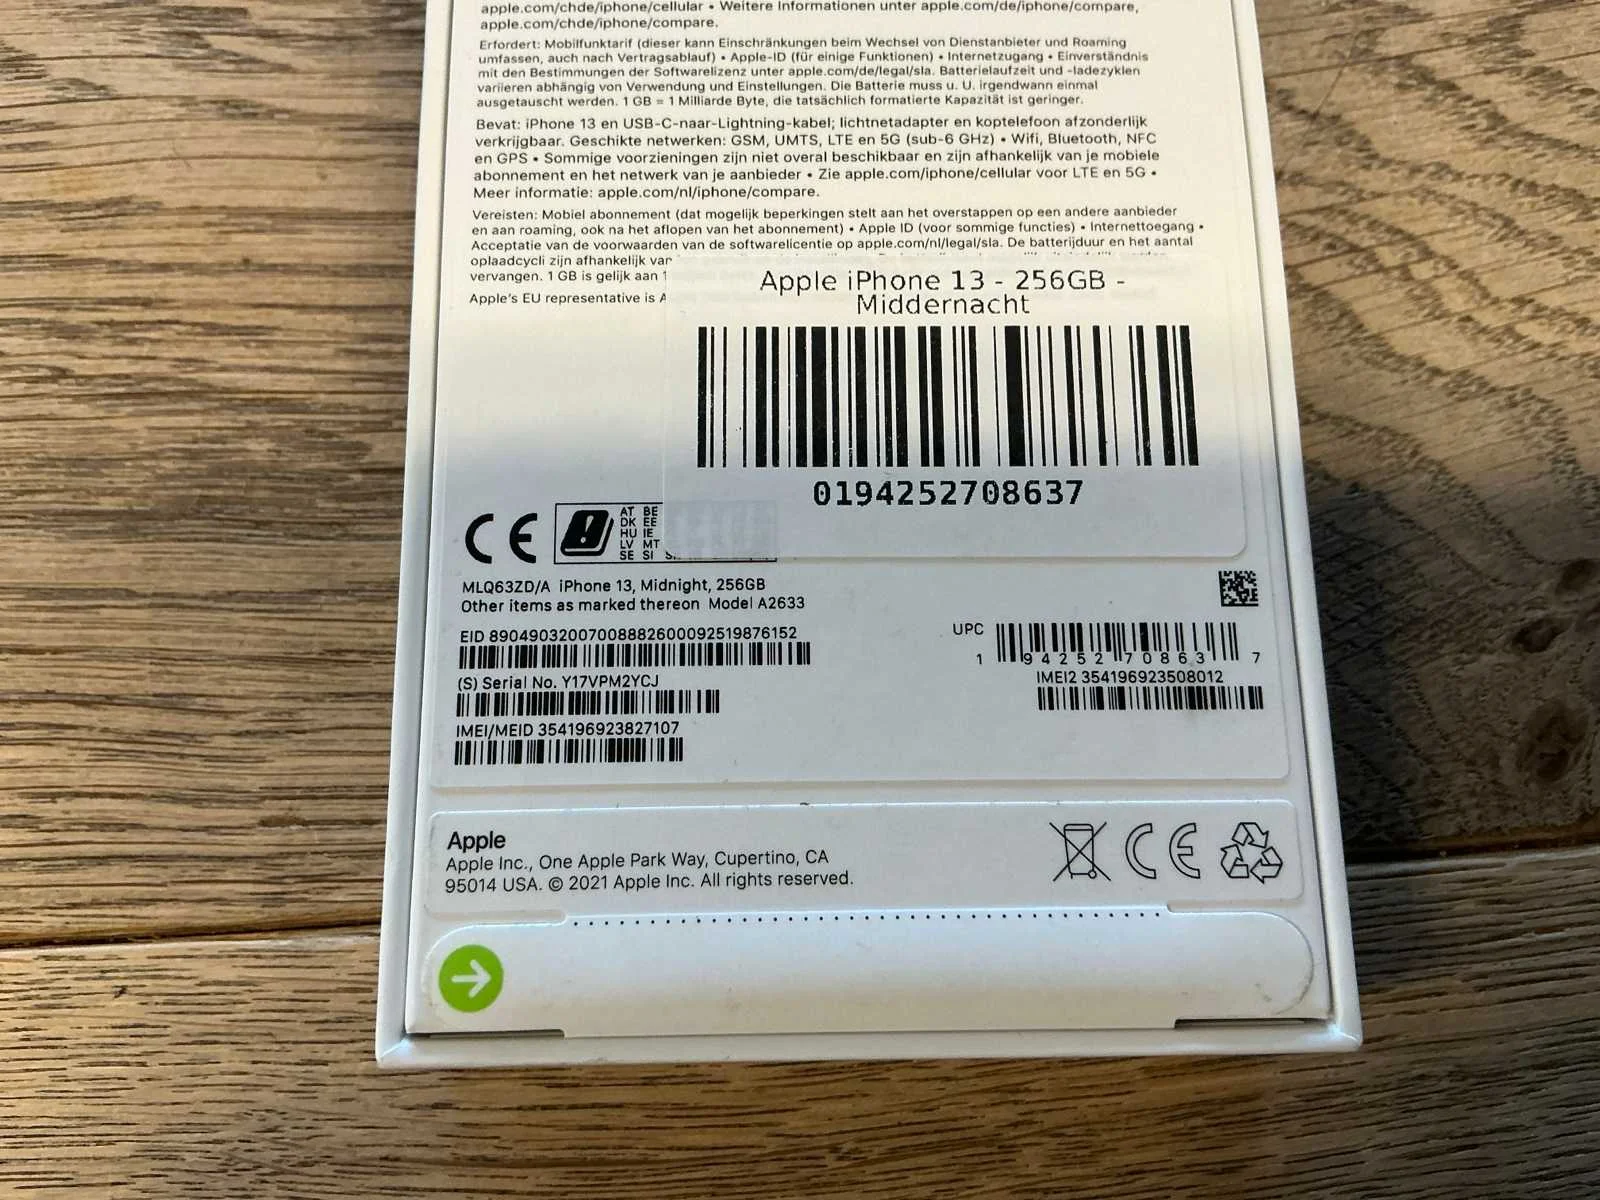 apple.com/chde/iphone/cellular • Weitere Informationen unter apple.com/de/iphone/compare,
apple.com/chde/iphone/compare.
Erfordert: Mobilfunktarif (dieser kann Einschränkungen beim Wechsel von Dienstanbieter und Roaming
umfassen, auch nach Vertragsablauf) • Apple-ID (für einige Funktionen) • Internetzugang • Einverständnis
mit den Bestimmungen der Softwarelizenz unter apple.com/de/legal/sla. Batterielaufzeit und -ladezyklen
variieren abhängig von Verwendung und Einstellungen. Die Batterie muss u. U. irgendwann einmal
ausgetauscht werden. 1 GB = 1 Milliarde Byte, die tatsächlich formatierte Kapazität ist geringer.
Bevat: iPhone 13 en USB-C-naar-Lightning-kabel; lichtnetadapter en koptelefoon afzonderlijk
verkrijgbaar. Geschikte netwerken: GSM, UMTS, LTE en 5G (sub-6 GHz) • Wifi, Bluetooth, NFC
en GPS • Sommige voorzieningen zijn niet overal beschikbaar en zijn afhankelijk van je mobiele
abonnement en het netwerk van je aanbieder • Zie apple.com/iphone/cellular voor LTE en 5G •
Meer informatie: apple.com/nl/iphone/compare.
Vereisten: Mobiel abonnement (dat mogelijk beperkingen stelt aan het overstappen op een andere aanbieder
en aan roaming, ook na het aflopen van het abonnement) • Apple ID (voor sommige functies) • Internettoegang •
Acceptatie van de voorwaarden van de softwarelicentie op apple.com/nl/legal/sla. De batterijduur en het aantal
oplaadcycli zijn afhankelijk van
vervangen. 1 GB is gelijk aan 1
Apple's EU representative is A
Apple iPhone 13 - 256GB -
Middernacht
0194252708637
CE
AT BE
DK EE
HU IE
LV MT
SE SI
MLQ63ZD/A iPhone 13, Midnight, 256GB
Other items as marked thereon Model A2633
EID 89049032007008882600092519876152
(S) Serial No. Y17VPM2YCJ
IMEI/MEID 354196923827107
UPC
1 94252 70863 7
IMEI2 354196923508012
Apple
Apple Inc., One Apple Park Way, Cupertino, CA
95014 USA. © 2021 Apple Inc. All rights reserved.
CE